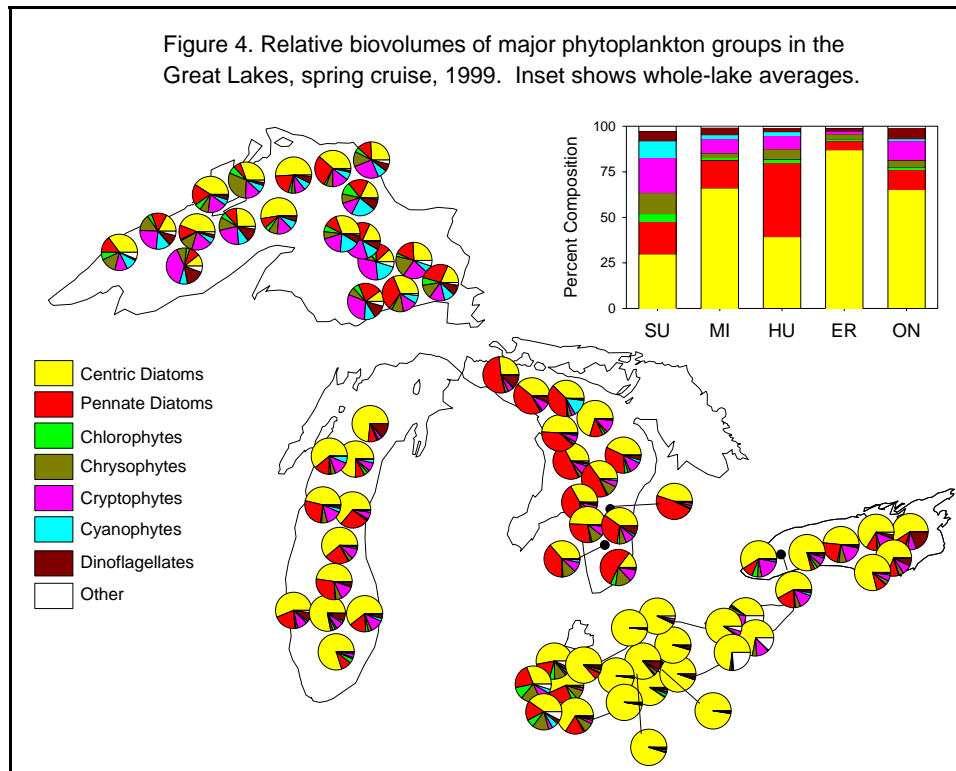 Figure 4. Relative biovolumes of major phytoplankton groups in the
Great Lakes, spring cruise, 1999. Inset shows whole-lake averages.
100
75
50
25
0
Percent Composition
SU MI HU ER ON
Centric Diatoms
Pennate Diatoms
Chlorophytes
Chrysophytes
Cryptophytes
Cyanophytes
Dinoflagellates
Other